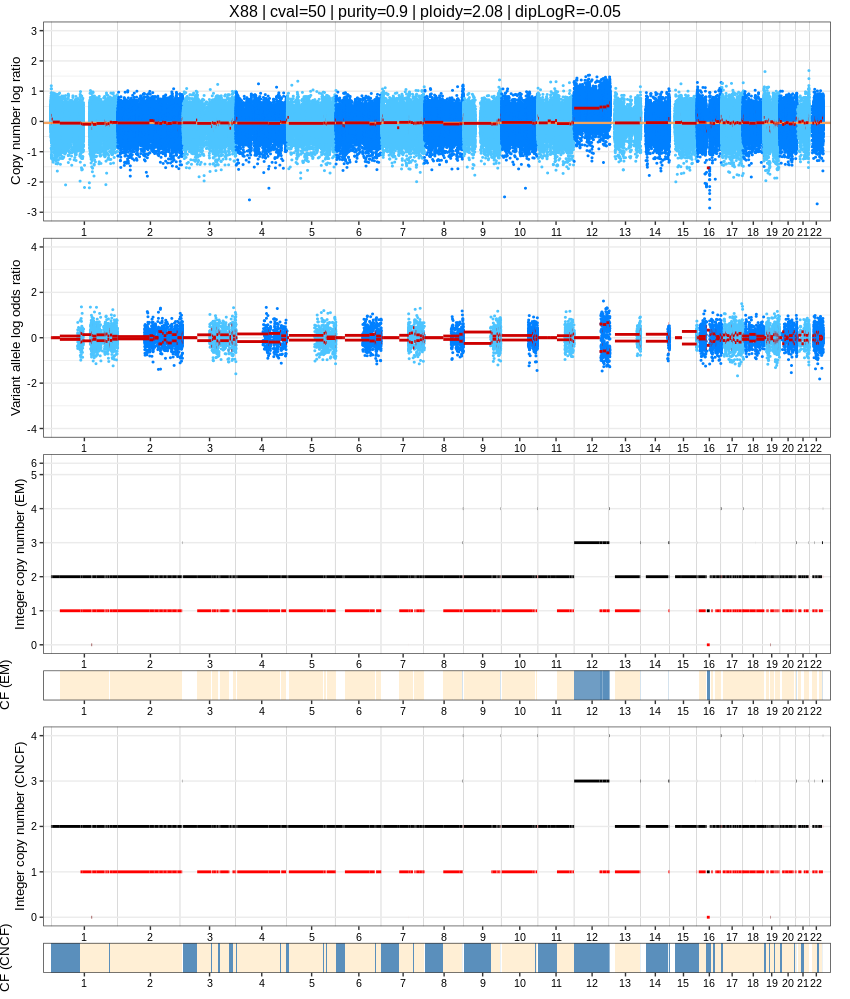 X88 | cval=50 | purity=0.9 | ploidy=2.08 | dipLogR=-0.05
Copy number log ratio
3
2
1
0
-1
-2
-3
1 2 3 4 5 6 7 8 9 10 11 12 13 14 15 16 17 18 19 20 21 22
Variant allele log odds ratio
4
2
0
-2
-4
1 2 3 4 5 6 7 8 9 10 11 12 13 14 15 16 17 18 19 20 21 22
Integer copy number (EM)
6
5
4
3
2
1
0
1 2 3 4 5 6 7 8 9 10 11 12 13 14 15 16 17 18 19 20 21 22
CF (EM)
1 2 3 4 5 6 7 8 9 10 11 12 13 14 15 16 17 18 19 20 21 22
Integer copy number (CNCF)
4
3
2
1
0
1 2 3 4 5 6 7 8 9 10 11 12 13 14 15 16 17 18 19 20 21 22
CF (CNCF)
1 2 3 4 5 6 7 8 9 10 11 12 13 14 15 16 17 18 19 20 21 22